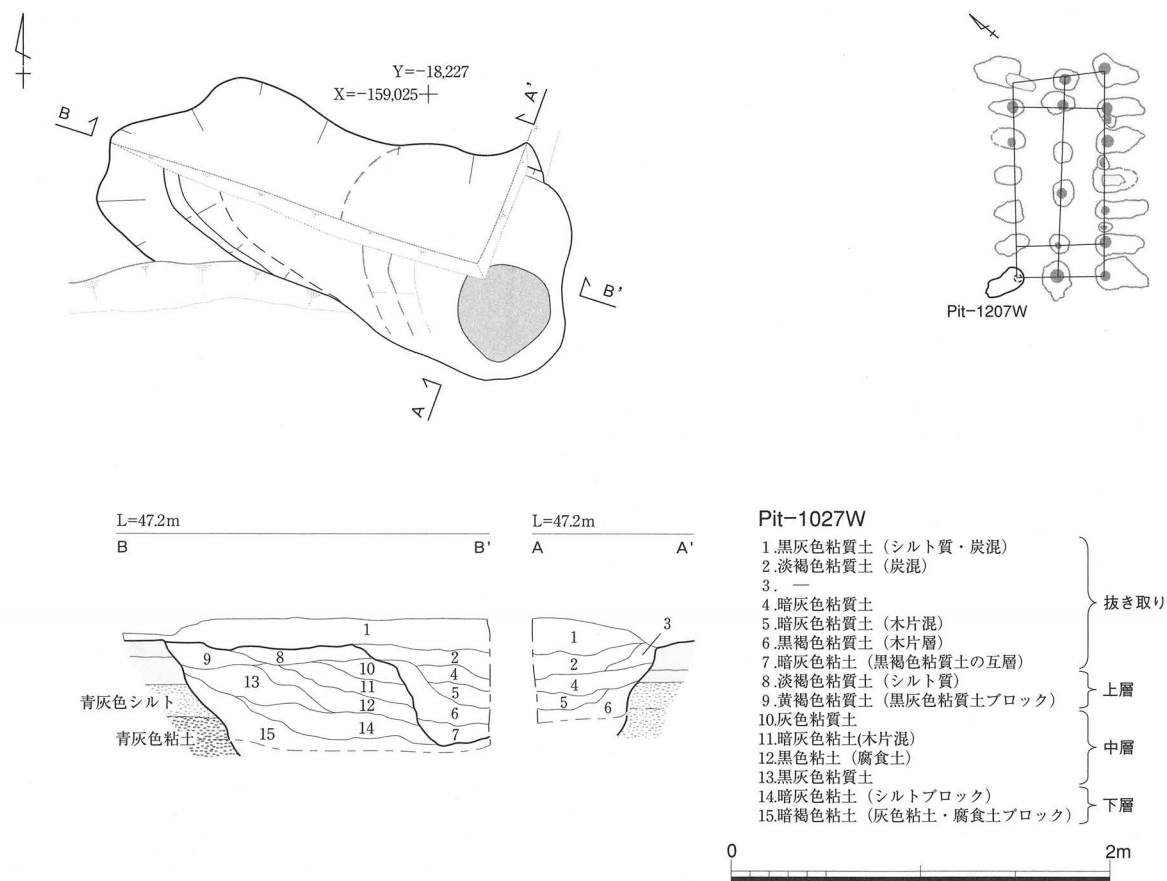 Y=−18,227
X=−159,025
B
A'
B'
A
Pit−1207W
L=47.2m
B B'
L=47.2m
A A'
1
2
3
4
5
6
7
8
9
10
11
12
13
14
15
青灰色シルト
青灰色粘土
1
2
3
4
5
6
Pit−1027W
1.黒灰色粘質土（シルト質・炭混）
2.淡褐色粘質土（炭混）
3. ―
4.暗灰色粘質土
5.暗灰色粘質土（木片混）
6.黒褐色粘質土（木片層）
7.暗灰色粘土（黒褐色粘質土の互層）
抜き取り
8.淡褐色粘質土（シルト質）
9.黄褐色粘質土（黒灰色粘質土ブロック）
上層
10.灰色粘質土
11.暗灰色粘土(木片混）
12.黒色粘土（腐食土）
13.黒灰色粘質土
中層
14.暗灰色粘土（シルトブロック）
15.暗褐色粘土（灰色粘土・腐食土ブロック）
下層
0 2m